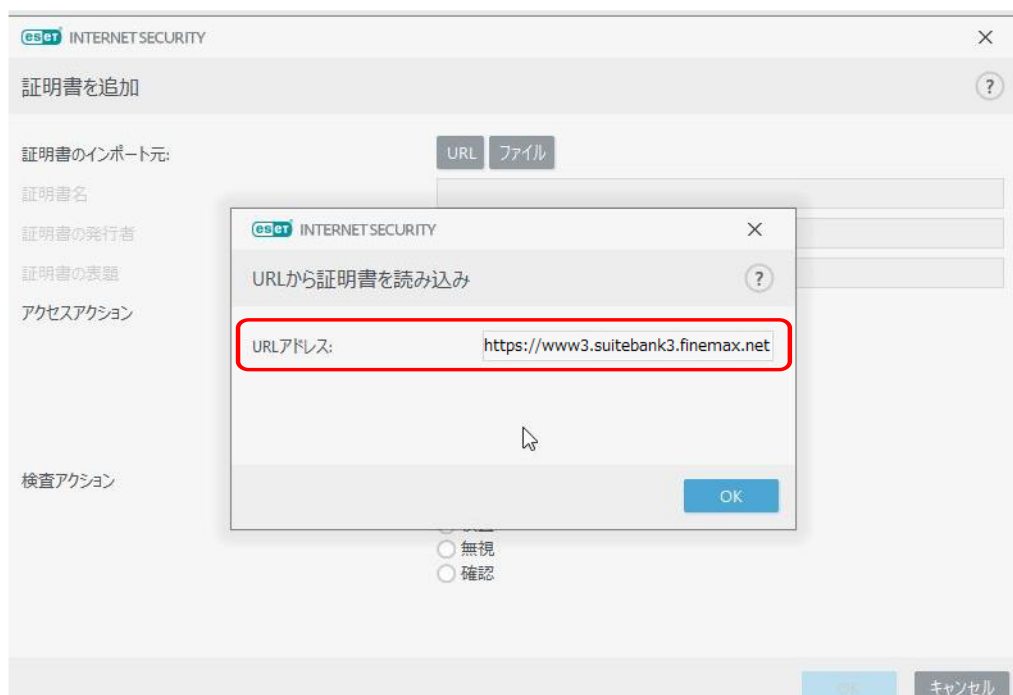 eset INTERNET SECURITY
証明書を追加
?
証明書のインポート元:
URL ファイル
証明書名
証明書の発行者
証明書の表題
アクセスアクション
eset INTERNET SECURITY
URLから証明書を読み込み
?
URLアドレス:
https://www3.suitebank3.finemax.net
OK
検査アクション
無視
確認
OK キャンセル